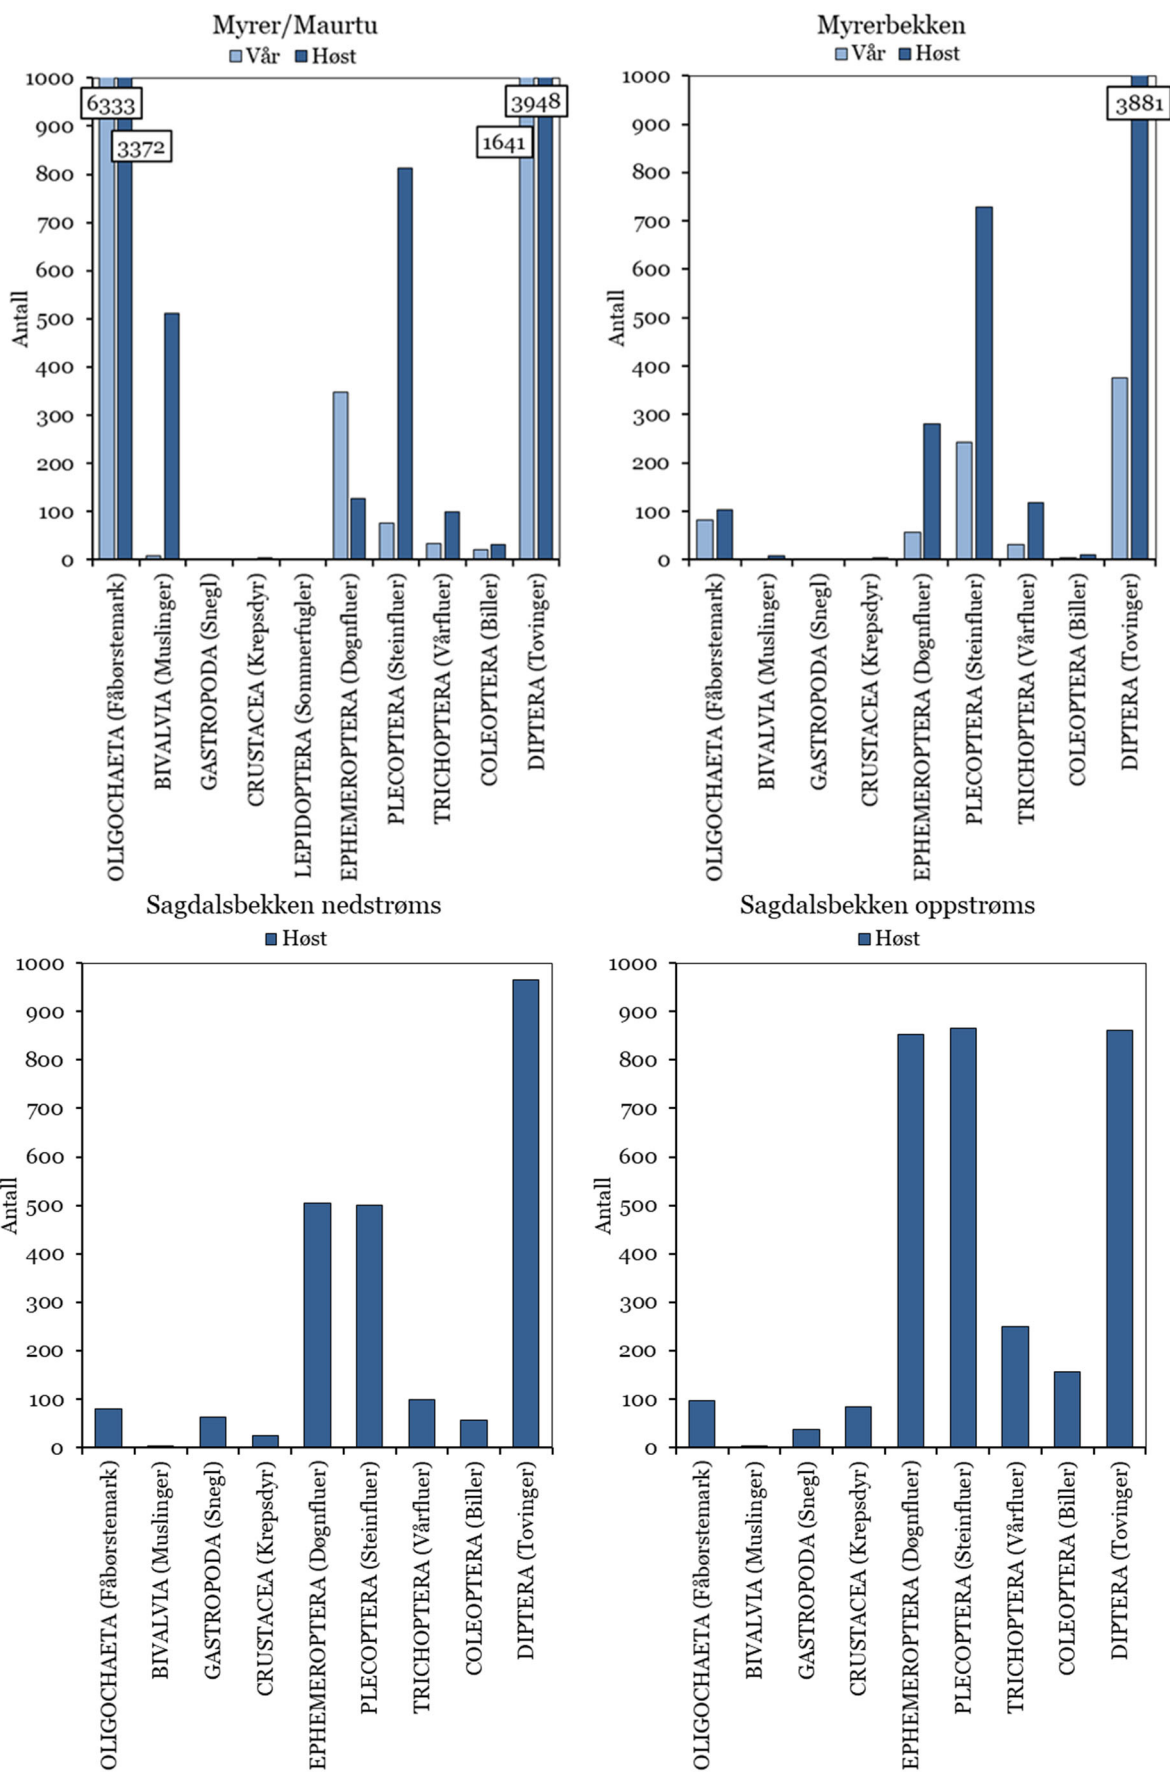 Myrer/Maurtu
Vår Høst
1000
900
800
700
600
500
400
300
200
100
0
Antall
6333
3372
1641
3948
OLIGOCHAETA (Fåbørstemark)
BIVALVIA (Muslinger)
GASTROPODA (Snegl)
CRUSTACEA (Krepsdyr)
LEPIDOPTERA (Sommerfugler)
EPHEMEROPTERA (Døgnfluer)
PLECOPTERA (Steinfluer)
TRICHOPTERA (Vårfluer)
COLEOPTERA (Biller)
DIPTERA (Tovinger)
Myrerbekken
Vår Høst
1000
900
800
700
600
500
400
300
200
100
0
Antall
3881
OLIGOCHAETA (Fåbørstemark)
BIVALVIA (Muslinger)
GASTROPODA (Snegl)
CRUSTACEA (Krepsdyr)
EPHEMEROPTERA (Døgnfluer)
PLECOPTERA (Steinfluer)
TRICHOPTERA (Vårfluer)
COLEOPTERA (Biller)
DIPTERA (Tovinger)
Sagdalsbekken nedstrøms
Høst
1000
900
800
700
600
500
400
300
200
100
0
Antall
OLIGOCHAETA (Fåbørstemark)
BIVALVIA (Muslinger)
GASTROPODA (Snegl)
CRUSTACEA (Krepsdyr)
EPHEMEROPTERA (Døgnfluer)
PLECOPTERA (Steinfluer)
TRICHOPTERA (Vårfluer)
COLEOPTERA (Biller)
DIPTERA (Tovinger)
Sagdalsbekken oppstrøms
Høst
1000
900
800
700
600
500
400
300
200
100
0
Antall
OLIGOCHAETA (Fåbørstemark)
BIVALVIA (Muslinger)
GASTROPODA (Snegl)
CRUSTACEA (Krepsdyr)
EPHEMEROPTERA (Døgnfluer)
PLECOPTERA (Steinfluer)
TRICHOPTERA (Vårfluer)
COLEOPTERA (Biller)
DIPTERA (Tovinger)